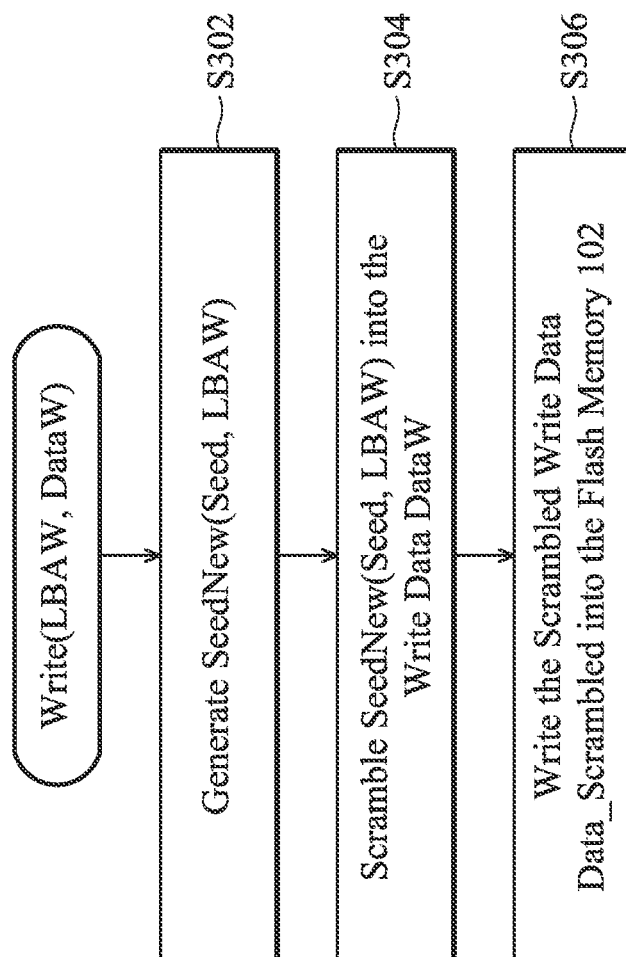 Write(LBAW, DataW)
Generate SeedNew(Seed, LBAW)
S302
Scramble SeedNew(Seed, LBAW) into the
Write Data DataW
S304
Write the Scrambled Write Data
Data_Scrambled into the Flash Memory 102
S306